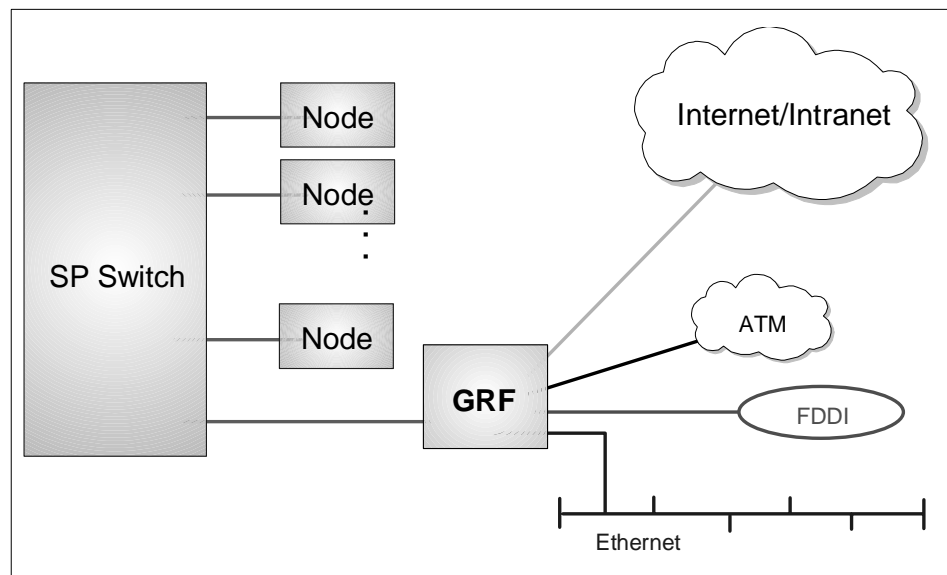 Node
Internet/Intranet
Node
SP Switch
Node
ATM
GRF
FDDI
Ethernet